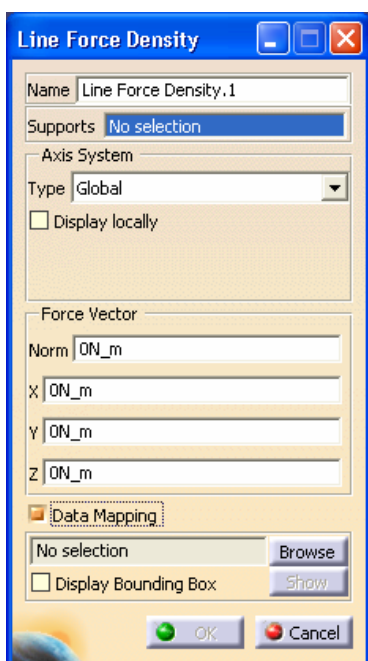 Line Force Density
Name Line Force Density.1
Supports No selection
Axis System
Type Global
Display locally
Force Vector
Norm 0N_m
X 0N_m
Y 0N_m
Z 0N_m
Data Mapping
No selection Browse
Display Bounding Box Show
OK Cancel